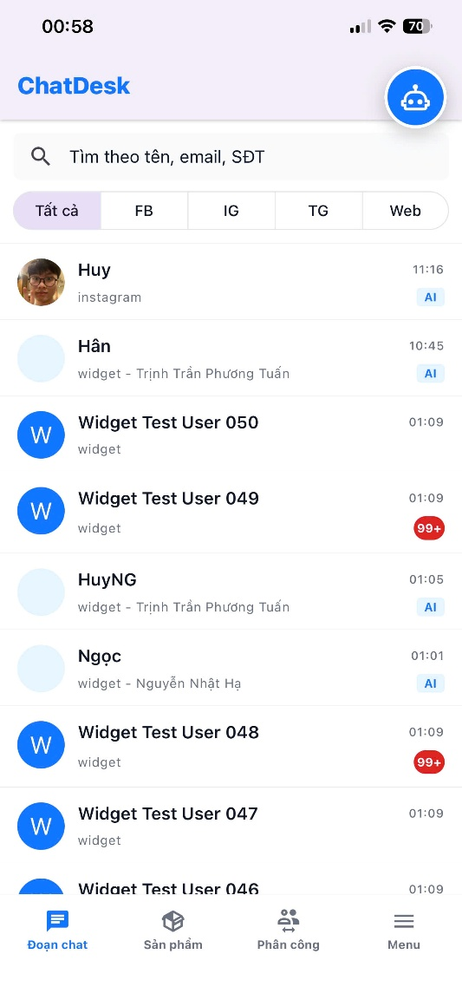 00:58
70
ChatDesk
Tìm theo tên, email, SĐT
Tất cả FB IG TG Web
Huy 11:16
instagram AI
Hân 10:45
widget - Trịnh Trần Phương Tuấn AI
Widget Test User 050 01:09
W
widget
Widget Test User 049 01:09
W
widget 99+
HuyNG 01:05
widget - Trịnh Trần Phương Tuấn AI
Ngọc 01:01
widget - Nguyễn Nhật Hạ AI
Widget Test User 048 01:09
W
widget 99+
Widget Test User 047 01:09
W
widget
Widget Test User 046 01:09
Đoạn chat Sản phẩm Phân công Menu